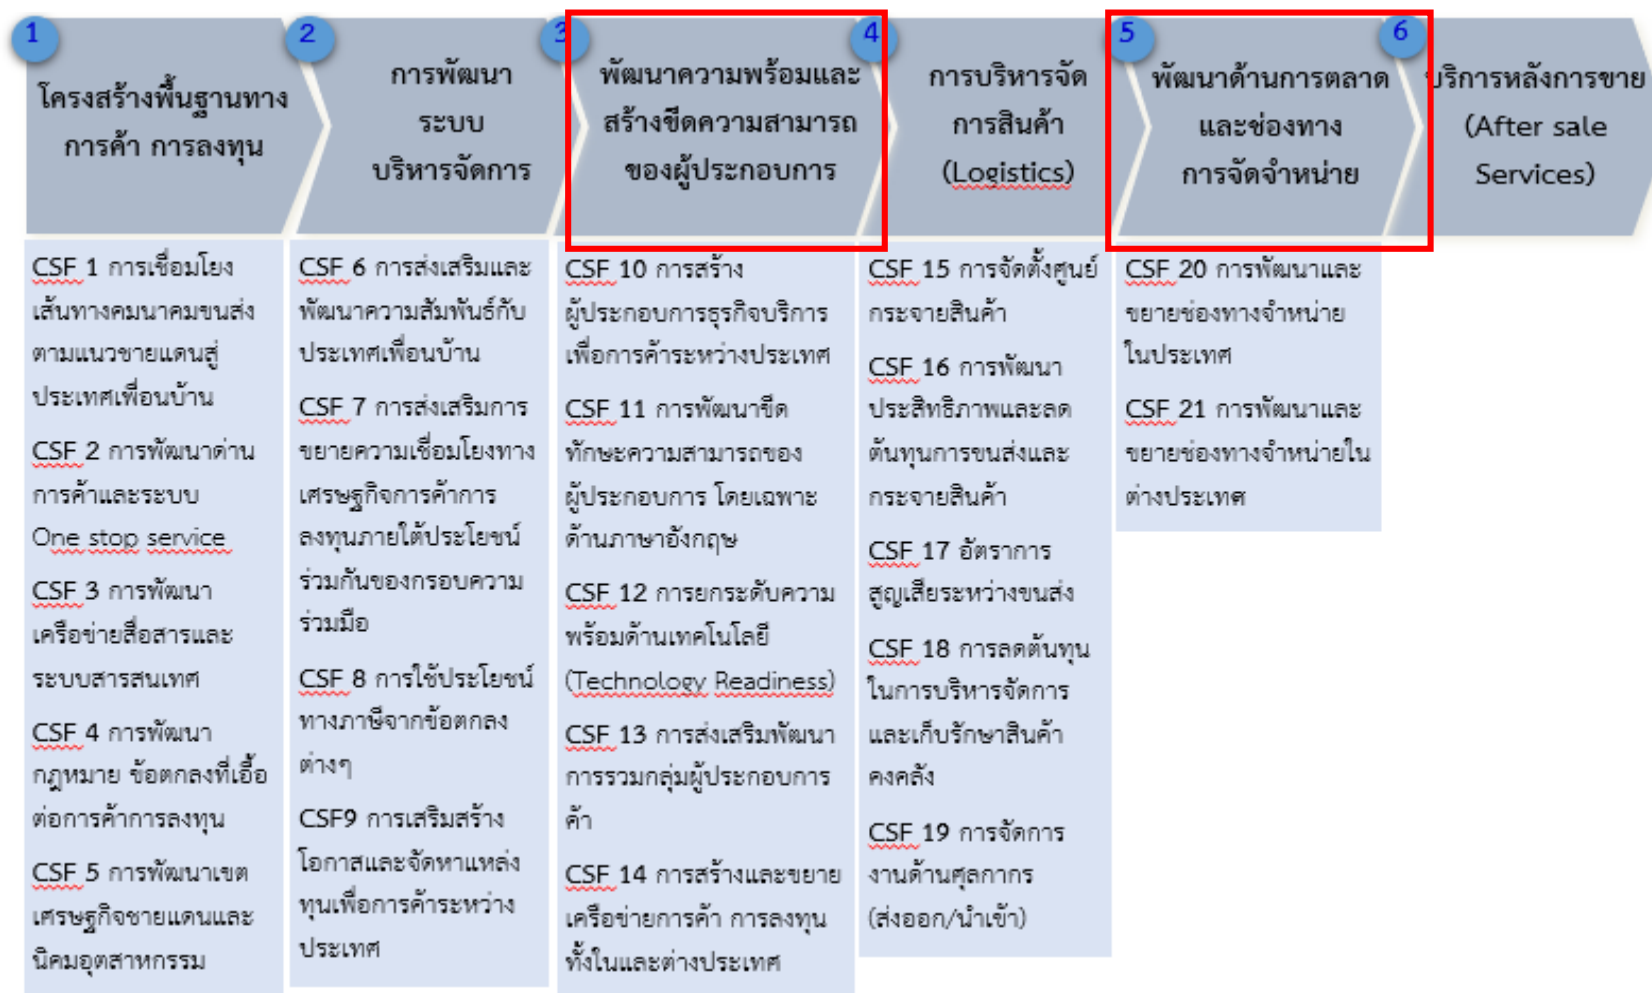 1
โครงสร้างพื้นฐานทาง
การค้า การลงทุน
2
การพัฒนา
ระบบ
บริหารจัดการ
3
พัฒนาความพร้อมและ
สร้างขีดความสามารถ
ของผู้ประกอบการ
4
การบริหารจัด
การสินค้า
(Logistics)
5
พัฒนาด้านการตลาด
และช่องทาง
การจัดจำหน่าย
6
บริการหลังการขาย
(After sale
Services)
CSF 1 การเชื่อมโยง
เส้นทางคมนาคมขนส่ง
ตามแนวชายแดนสู่
ประเทศเพื่อนบ้าน
CSF 2 การพัฒนาด่าน
การค้าและระบบ
One stop service
CSF 3 การพัฒนา
เครือข่ายสื่อสารและ
ระบบสารสนเทศ
CSF 4 การพัฒนา
กฎหมาย ข้อตกลงที่เอื้อ
ต่อการค้าการลงทุน
CSF 5 การพัฒนาเขต
เศรษฐกิจชายแดนและ
นิคมอุตสาหกรรม
CSF 6 การส่งเสริมและ
พัฒนาความสัมพันธ์กับ
ประเทศเพื่อนบ้าน
CSF 7 การส่งเสริมการ
ขยายความเชื่อมโยงทาง
เศรษฐกิจการค้าการ
ลงทุนภายใต้ประโยชน์
ร่วมกันของกรอบความ
ร่วมมือ
CSF 8 การใช้ประโยชน์
ทางภาษีจากข้อตกลง
ต่างๆ
CSF9 การเสริมสร้าง
โอกาสและจัดหาแหล่ง
ทุนเพื่อการค้าระหว่าง
ประเทศ
CSF 10 การสร้าง
ผู้ประกอบการธุรกิจบริการ
เพื่อการค้าระหว่างประเทศ
CSF 11 การพัฒนาขีด
ทักษะความสามารถของ
ผู้ประกอบการ โดยเฉพาะ
ด้านภาษาอังกฤษ
CSF 12 การยกระดับความ
พร้อมด้านเทคโนโลยี
(Technology Readiness)
CSF 13 การส่งเสริมพัฒนา
การรวมกลุ่มผู้ประกอบการ
ค้า
CSF 14 การสร้างและขยาย
เครือข่ายการค้า การลงทุน
ทั้งในและต่างประเทศ
CSF 15 การจัดตั้งศูนย์
กระจายสินค้า
CSF 16 การพัฒนา
ประสิทธิภาพและลด
ต้นทุนการขนส่งและ
กระจายสินค้า
CSF 17 อัตราการ
สูญเสียระหว่างขนส่ง
CSF 18 การลดต้นทุน
ในการบริหารจัดการ
และเก็บรักษาสินค้า
คงคลัง
CSF 19 การจัดการ
งานด้านศุลกากร
(ส่งออก/นำเข้า)
CSF 20 การพัฒนาและ
ขยายช่องทางจำหน่าย
ในประเทศ
CSF 21 การพัฒนาและ
ขยายช่องทางจำหน่ายใน
ต่างประเทศ